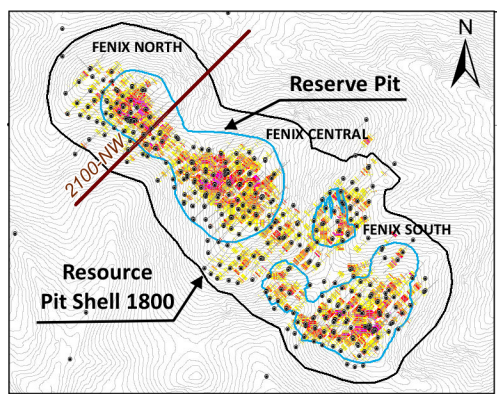 FENIX NORTH
N
Reserve Pit
FENIX CENTRAL
2100-NW
FENIX SOUTH
Resource
Pit Shell 1800